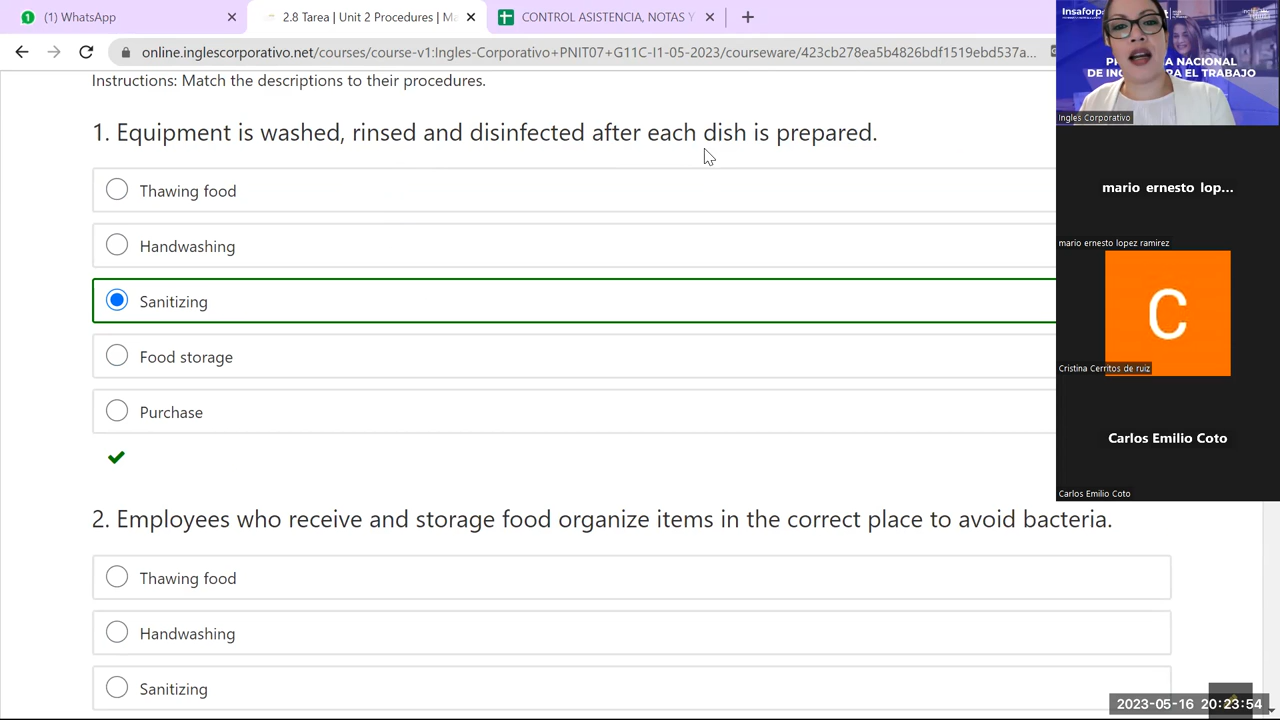 (1) WhatsApp
2.8 Tarea | Unit
Procedures | Ma
ASISTEN
NOTAS
online.inglescorporativo.net/courses/course-v1:Ingles-Corporativo+I-NIT07+G11C-I1-05-2023/courseware/423cb278ea5b4826bdf1519ebd537a...
Instructions: Match the descriptions to their procedures.
1. Equipment is washed, rinsed and disinfected after each dish is prepared.
Thawing food
Handwashing
Sanitizing
Food storage
Purchase
2. Employees who receive and storage food organize items in the correct place to avoid bacteria.
Thawing food
Handwashing
Sanitizing
Insaforp
Ingles Corporativo
mario ernesto lop...
mario ernesto lopez ramirez
C
Cristina Cerritos de ruiz
Carlos Emilio Coto
Carlos Emilio Coto
2023-05-16 20:23:54